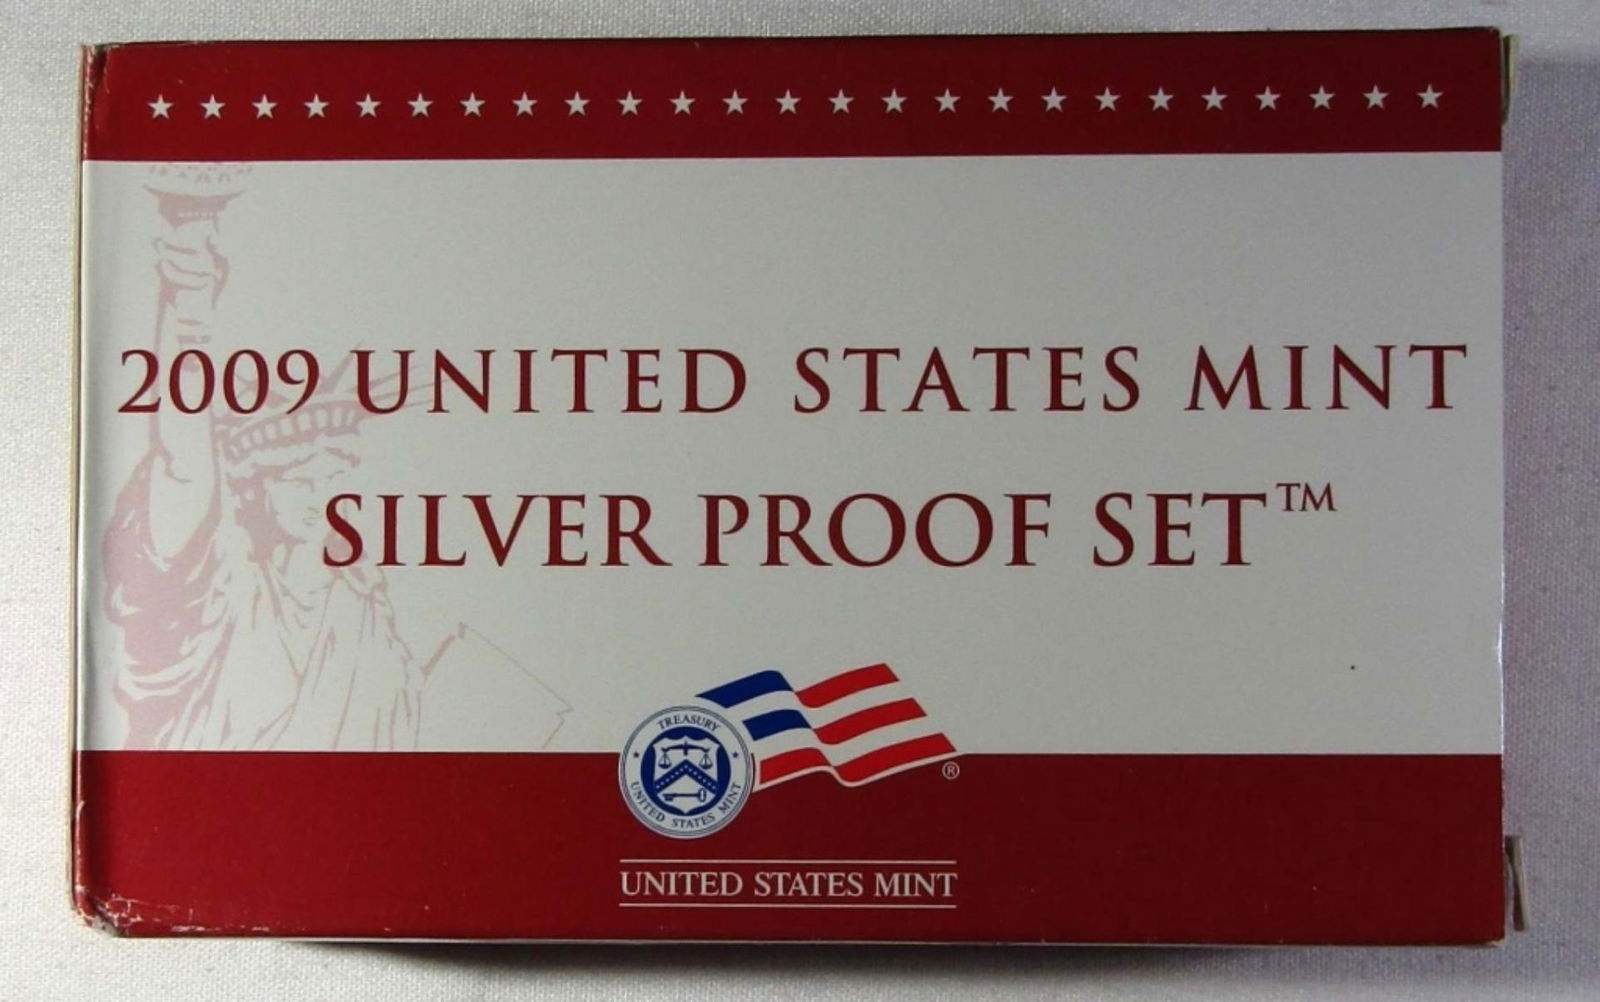 2009 UNITED STATES MINT
SILVER PROOF SET™
TREASURY
UNITED STATES MINT
®
UNITED STATES MINT